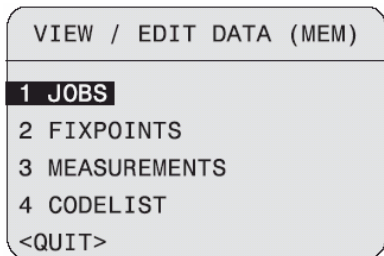 VIEW / EDIT DATA (MEM)
1 JOBS
2 FIXPOINTS
3 MEASUREMENTS
4 CODELIST
<QUIT>